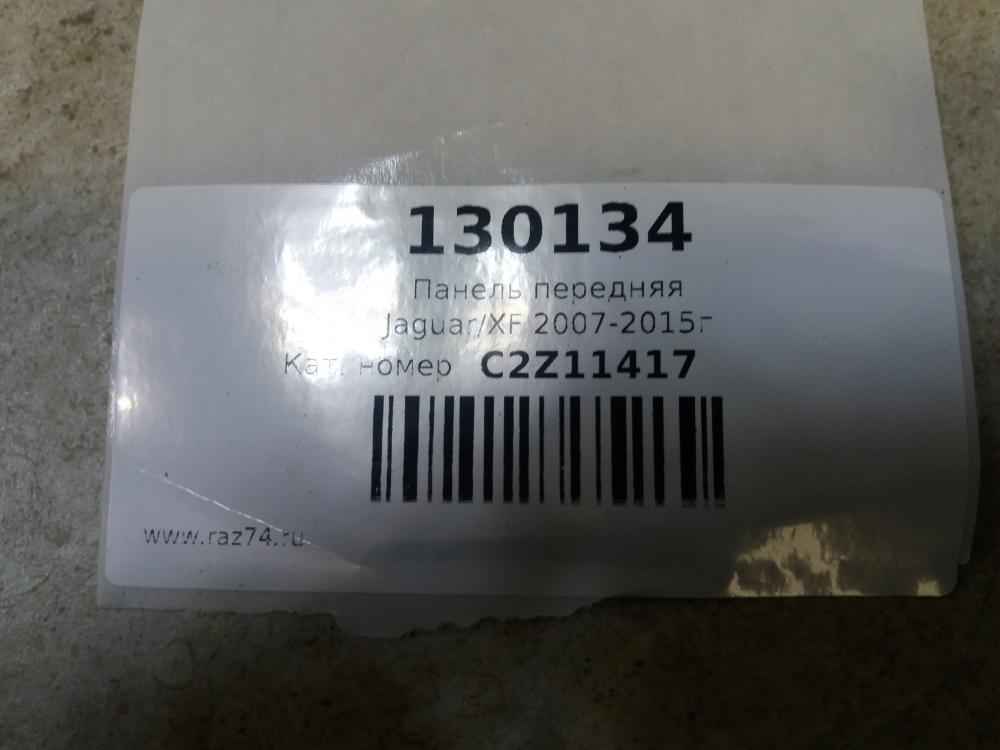 130134
Панель передняя
Jaguar/XF 2007-2015г
Кат. номер C2Z11417
www.raz74.ru